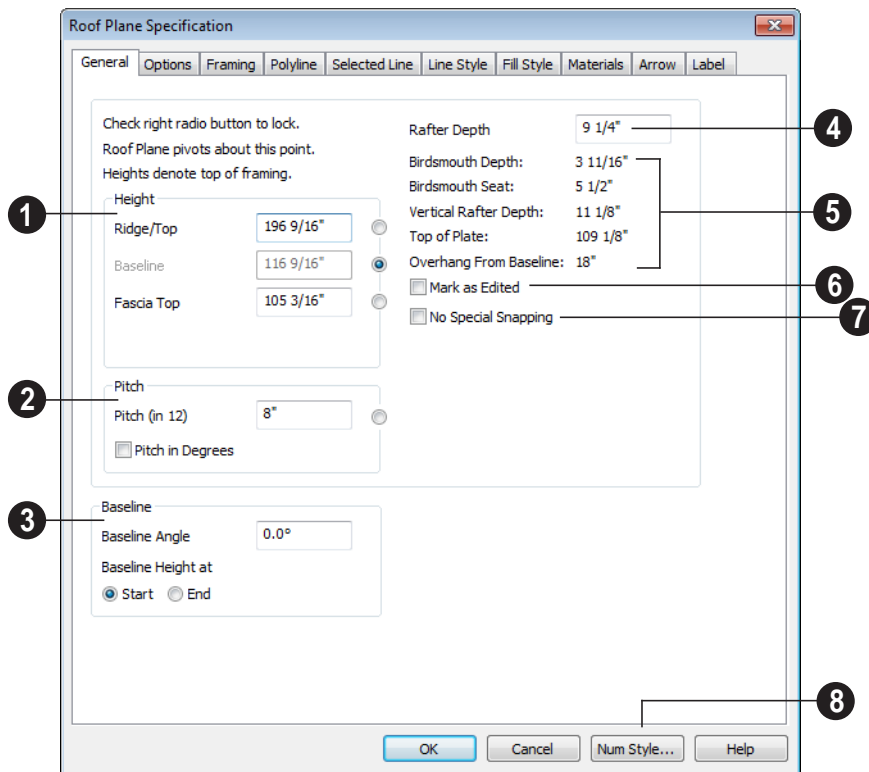 Roof Plane Specification
General Options Framing Polyline Selected Line Line Style Fill Style Materials Arrow Label
Check right radio button to lock.
Roof Plane pivots about this point.
Heights denote top of framing.
1
Height
Ridge/Top 196 9/16"
Baseline 116 9/16"
Fascia Top 105 3/16"
2
Pitch
Pitch (in 12) 8"
Pitch in Degrees
3
Baseline
Baseline Angle 0.0°
Baseline Height at
Start End
Rafter Depth 9 1/4"
4
Birdsmouth Depth: 3 11/16"
Birdsmouth Seat: 5 1/2"
Vertical Rafter Depth: 11 1/8"
Top of Plate: 109 1/8"
Overhang From Baseline: 18"
5
Mark as Edited
6
No Special Snapping
7
8
OK Cancel Num Style... Help